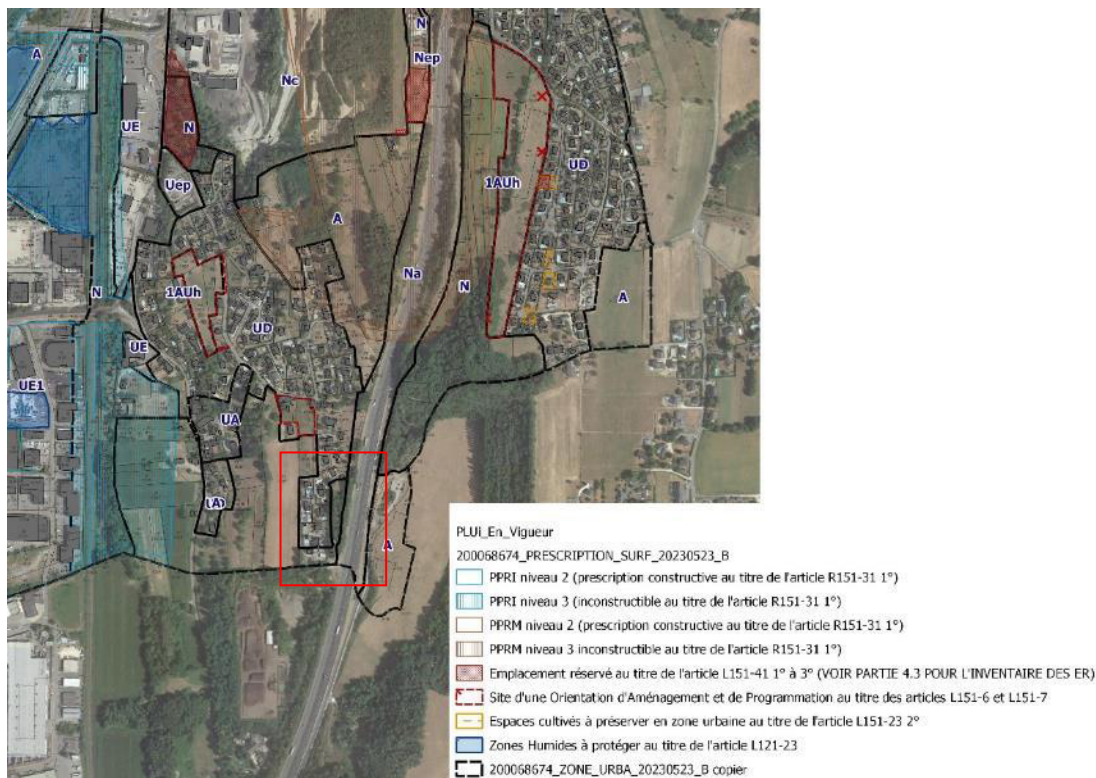 N
A
Nep
Nc
UE
N
UD
Uep
1AUh
A
Na
N
A
N
1AUh
UD
UE
UE1
UA
A
PLUi_En_Vigueur
200068674_PRESCRIPTION_SURF_20230523_B
PPRI niveau 2 (prescription constructive au titre de l'article R151-31 1°)
PPRI niveau 3 (inconstructible au titre de l'article R151-31 1°)
PPRM niveau 2 (prescription constructive au titre de l'article R151-31 1°)
PPRM niveau 3 inconstructible au titre de l'article R151-31 1°)
Emplacement réservé au titre de l'article L151-41 1° à 3° (VOIR PARTIE 4.3 POUR L'INVENTAIRE DES ER)
Site d'une Orientation d'Aménagement et de Programmation au titre des articles L151-6 et L151-7
Espaces cultivés à préserver en zone urbaine au titre de l'article L151-23 2°
Zones Humides à protéger au titre de l'article L121-23
200068674_ZONE_URBA_20230523_B copier